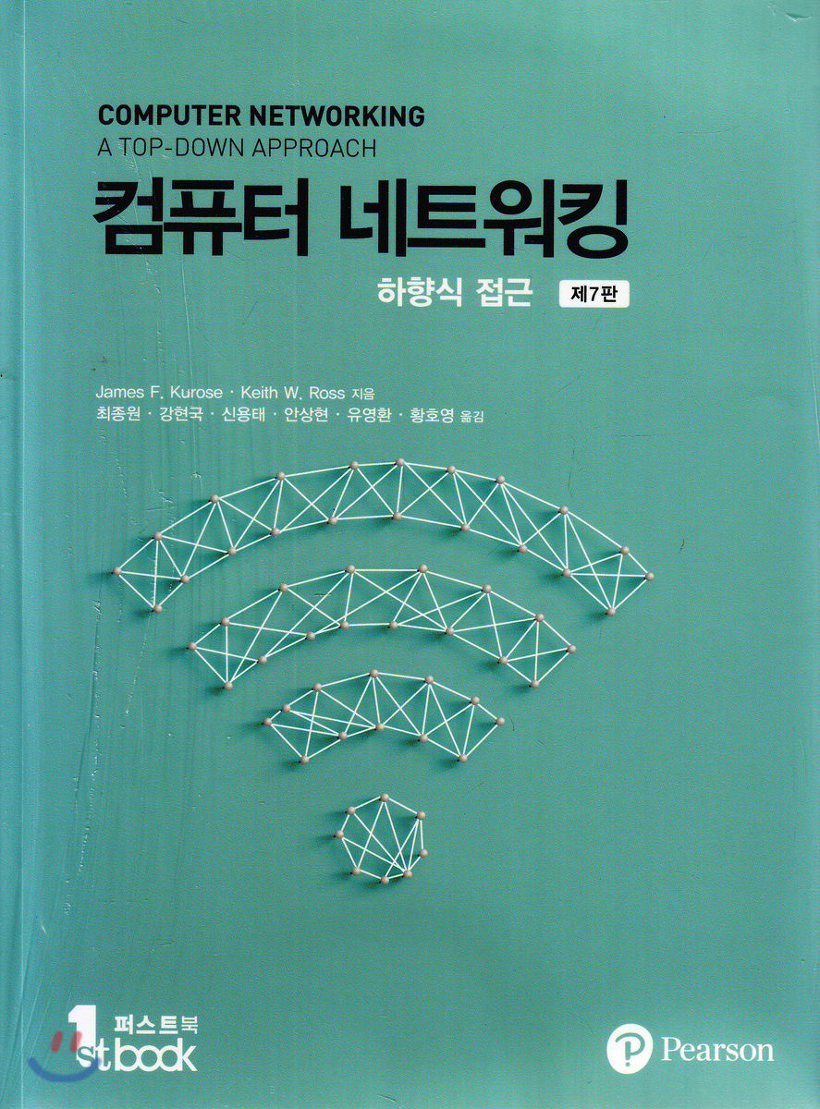 COMPUTER NETWORKING
A TOP-DOWN APPROACH
컴퓨터 네트워킹
하향식 접근 제7판
James F. Kurose · Keith W. Ross 지음
최종원 · 강현국 · 신용태 · 안상현 · 유영환 · 황호영 옮김
퍼스트북
1st book
P Pearson